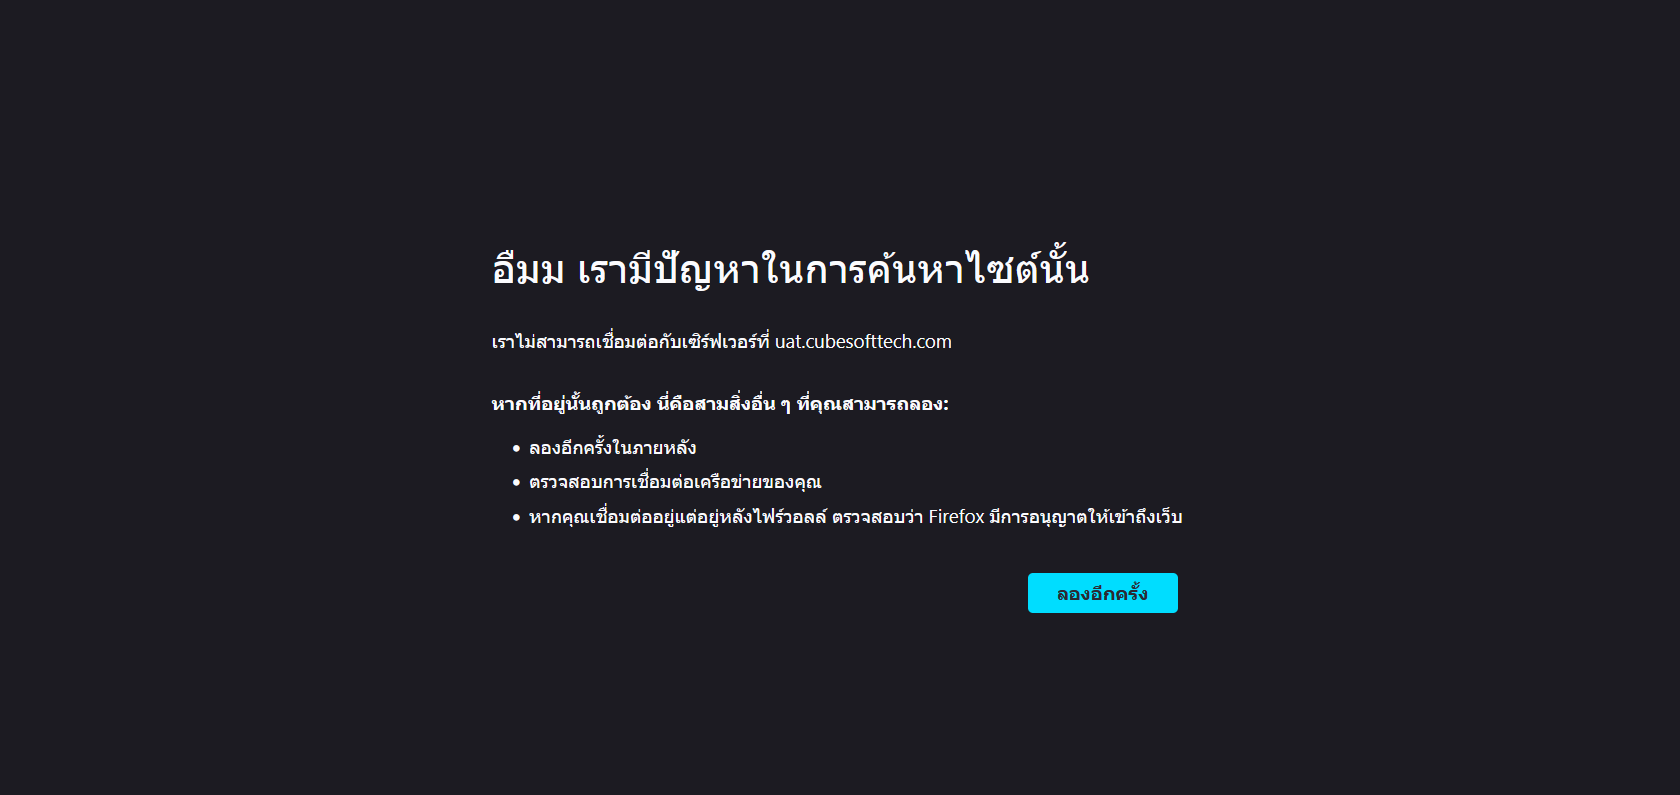 อืมม เรามีปัญหาในการค้นหาไซต์นั้น
เราไม่สามารถเชื่อมต่อกับเซิร์ฟเวอร์ที่ uat.cubesofttech.com
หากที่อยู่นั้นถูกต้อง นี่คือสามสิ่งอื่น ๆ ที่คุณสามารถลอง:
• ลองอีกครั้งในภายหลัง
• ตรวจสอบการเชื่อมต่อเครือข่ายของคุณ
• หากคุณเชื่อมต่ออยู่แต่อยู่หลังไฟร์วอลล์ ตรวจสอบว่า Firefox มีการอนุญาตให้เข้าถึงเว็บ
ลองอีกครั้ง